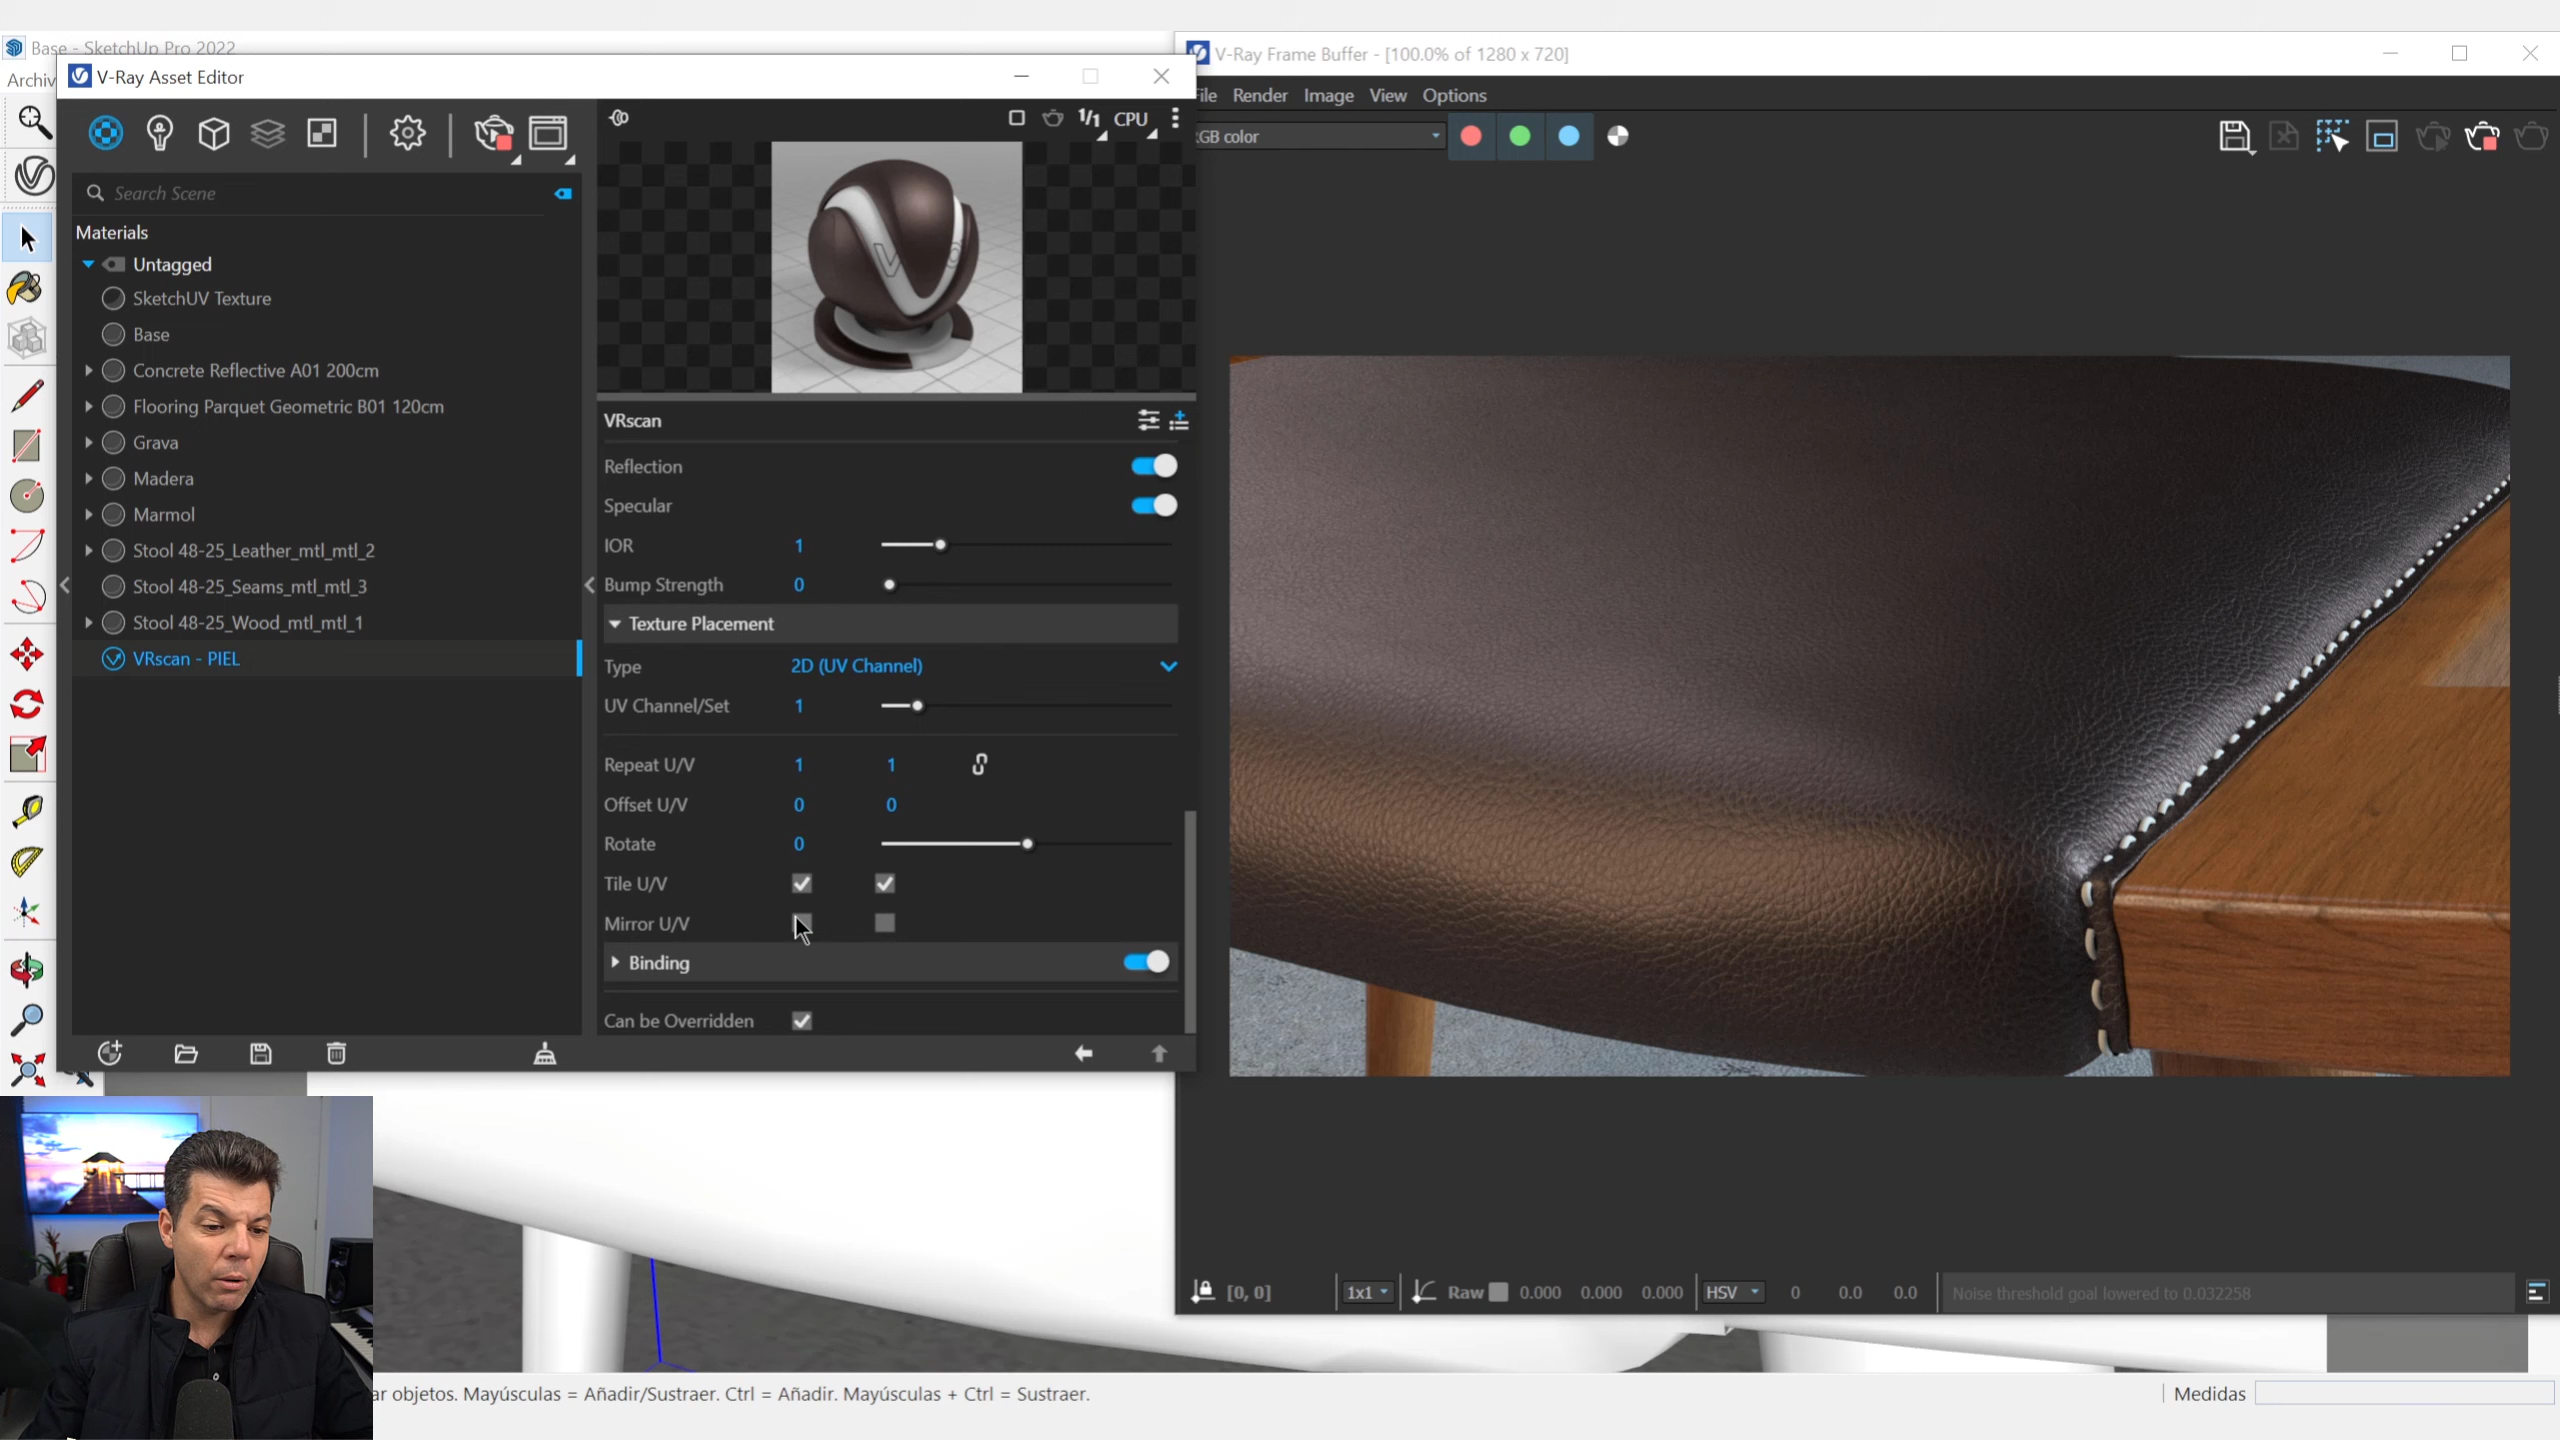 Base - SketchUp Pro 2022
Archiv
V-Ray Asset Editor
Search Scene
Materials
Untagged
SketchUV Texture
Base
Concrete Reflective A01 200cm
Flooring Parquet Geometric B01 120cm
Grava
Madera
Marmol
Stool 48-25_Leather_mtl_mtl_2
Stool 48-25_Seams_mtl_mtl_3
Stool 48-25_Wood_mtl_mtl_1
VRscan - PIEL
1/1 CPU
VRscan
Reflection
Specular
IOR 1
Bump Strength 0
Texture Placement
Type 2D (UV Channel)
UV Channel/Set 1
Repeat U/V 1 1
Offset U/V 0 0
Rotate 0
Tile U/V
Mirror U/V
Binding
Can be Overridden
V-Ray Frame Buffer - [100.0% of 1280 x 720]
ile Render Image View Options
GB color
[0, 0] 1x1 Raw 0.000 0.000 0.000 HSV 0 0.0 0.0 Noise threshold goal lowered to 0.032258
ar objetos. Mayúsculas = Añadir/Sustraer. Ctrl = Añadir. Mayúsculas + Ctrl = Sustraer.
Medidas